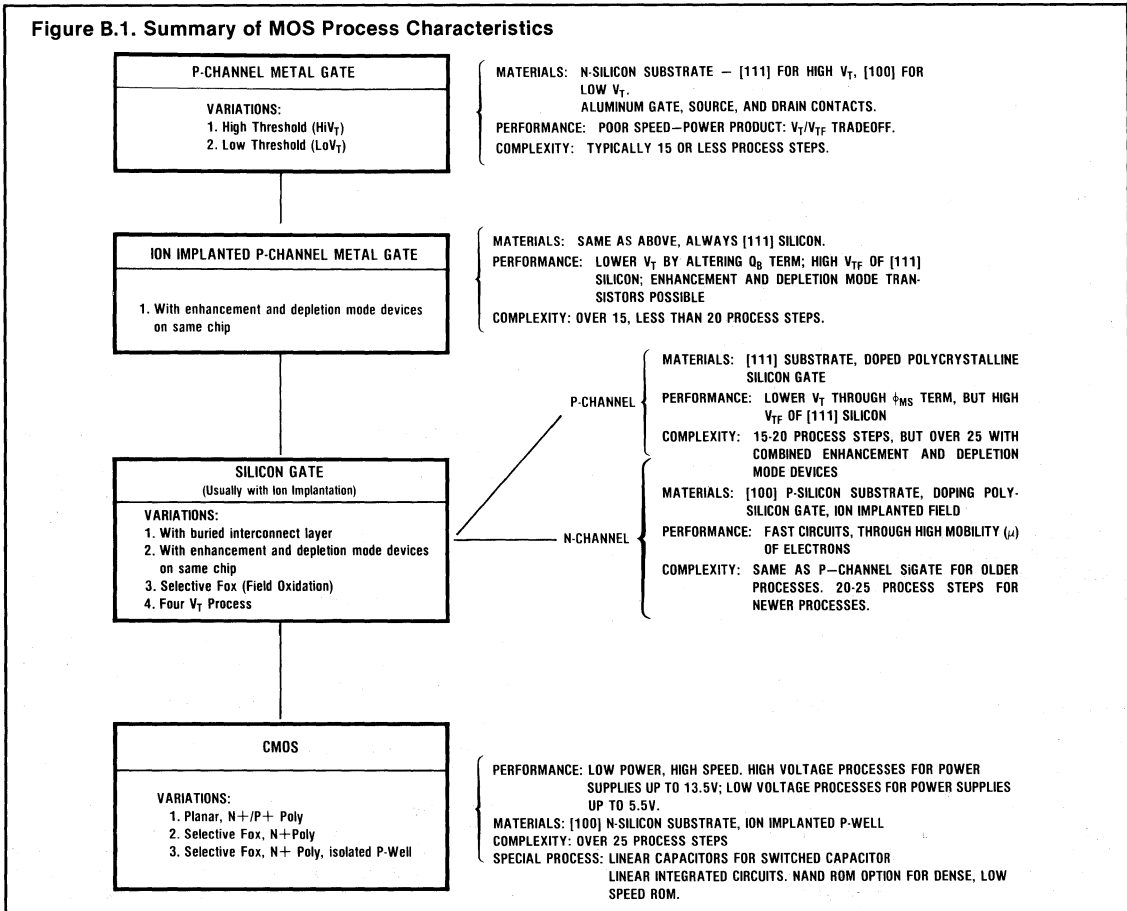 Figure B.1. Summary of MOS Process Characteristics
P-CHANNEL METAL GATE
VARIATIONS:
1. High Threshold (HiVT)
2. Low Threshold (LoVT)
MATERIALS: N-SILICON SUBSTRATE — [111] FOR HIGH VT, [100] FOR
LOW VT.
ALUMINUM GATE, SOURCE, AND DRAIN CONTACTS.
PERFORMANCE: POOR SPEED—POWER PRODUCT: VT/VTF TRADEOFF.
COMPLEXITY: TYPICALLY 15 OR LESS PROCESS STEPS.
ION IMPLANTED P-CHANNEL METAL GATE
1. With enhancement and depletion mode devices
on same chip
MATERIALS: SAME AS ABOVE, ALWAYS [111] SILICON.
PERFORMANCE: LOWER VT BY ALTERING QB TERM; HIGH VTF OF [111]
SILICON; ENHANCEMENT AND DEPLETION MODE TRAN-
SISTORS POSSIBLE
COMPLEXITY: OVER 15, LESS THAN 20 PROCESS STEPS.
SILICON GATE
(Usually with Ion Implantation)
VARIATIONS:
1. With buried interconnect layer
2. With enhancement and depletion mode devices
on same chip
3. Selective Fox (Field Oxidation)
4. Four VT Process
P-CHANNEL
MATERIALS: [111] SUBSTRATE, DOPED POLYCRYSTALLINE
SILICON GATE
PERFORMANCE: LOWER VT THROUGH ϕMS TERM, BUT HIGH
VTF OF [111] SILICON
COMPLEXITY: 15-20 PROCESS STEPS, BUT OVER 25 WITH
COMBINED ENHANCEMENT AND DEPLETION
MODE DEVICES
N-CHANNEL
MATERIALS: [100] P-SILICON SUBSTRATE, DOPING POLY-
SILICON GATE, ION IMPLANTED FIELD
PERFORMANCE: FAST CIRCUITS, THROUGH HIGH MOBILITY (μ)
OF ELECTRONS
COMPLEXITY: SAME AS P—CHANNEL SiGATE FOR OLDER
PROCESSES. 20-25 PROCESS STEPS FOR
NEWER PROCESSES.
CMOS
VARIATIONS:
1. Planar, N+/P+ Poly
2. Selective Fox, N+Poly
3. Selective Fox, N+ Poly, isolated P-Well
PERFORMANCE: LOW POWER, HIGH SPEED. HIGH VOLTAGE PROCESSES FOR POWER
SUPPLIES UP TO 13.5V; LOW VOLTAGE PROCESSES FOR POWER SUPPLIES
UP TO 5.5V.
MATERIALS: [100] N-SILICON SUBSTRATE, ION IMPLANTED P-WELL
COMPLEXITY: OVER 25 PROCESS STEPS
SPECIAL PROCESS: LINEAR CAPACITORS FOR SWITCHED CAPACITOR
LINEAR INTEGRATED CIRCUITS. NAND ROM OPTION FOR DENSE, LOW
SPEED ROM.